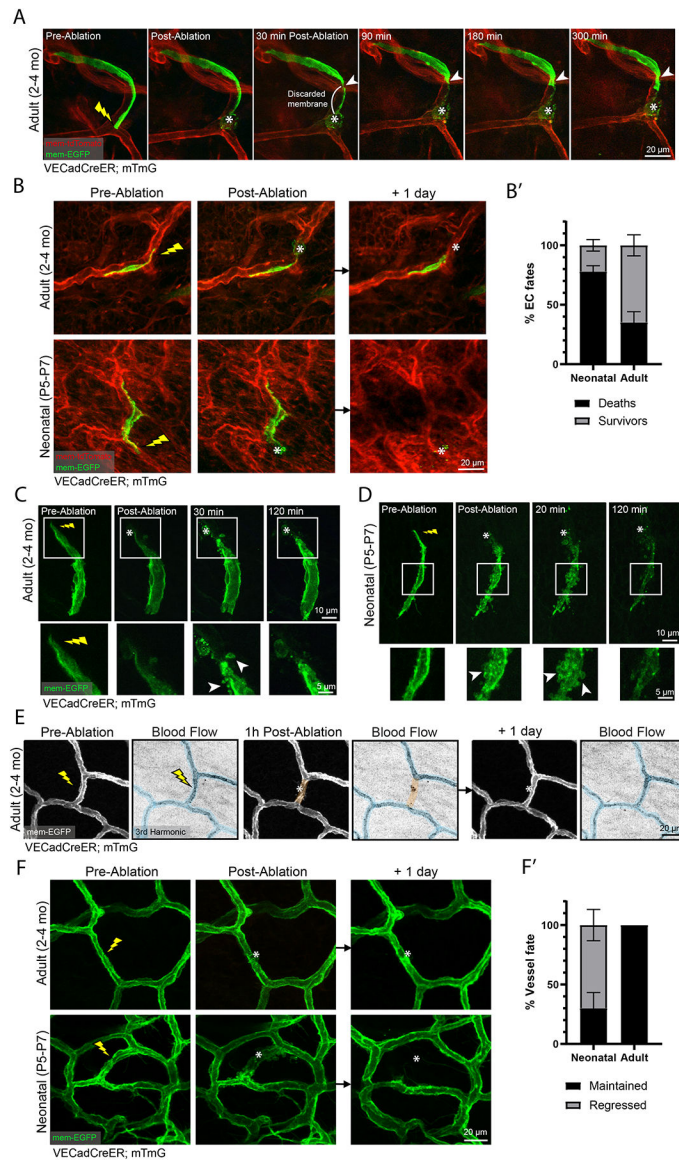 A
Pre-Ablation Post-Ablation 30 min Post-Ablation 90 min 180 min 300 min
Adult (2-4 mo)
Discarded
membrane
*
*
*
*
*
mem-EGFP
20 µm
VECadCreER; mTmG
B
Pre-Ablation Post-Ablation + 1 day
Adult (2-4 mo)
*
*
Neonatal (P5-P7)
*
*
mem-EGFP
20 µm
VECadCreER; mTmG
B'
% EC fates
100
50
0
Neonatal Adult
Deaths
Survivors
C
Pre-Ablation Post-Ablation 30 min 120 min
Adult (2-4 mo)
*
*
*
10 µm
mem-EGFP
5 µm
VECadCreER; mTmG
D
Pre-Ablation Post-Ablation 20 min 120 min
Neonatal (P5-P7)
*
*
*
10 µm
5 µm
E
Pre-Ablation Blood Flow 1h Post-Ablation Blood Flow + 1 day Blood Flow
Adult (2-4 mo)
*
*
mem-EGFP
3rd Harmonic
20 µm
VECadCreER; mTmG
F
Pre-Ablation Post-Ablation + 1 day
Adult (2-4 mo)
*
*
Neonatal (P5-P7)
*
*
mem-EGFP
20 µm
VECadCreER; mTmG
F'
% Vessel fate
100
50
0
Neonatal Adult
Maintained
Regressed